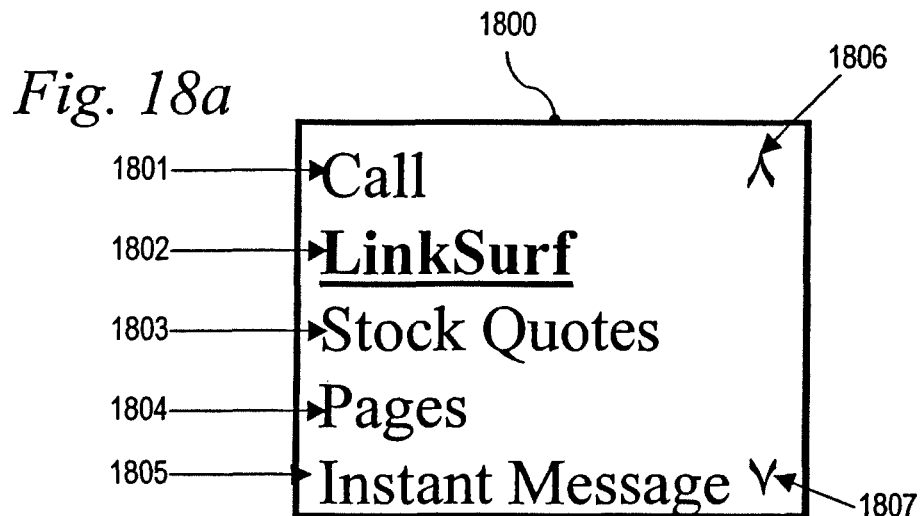 1800
1806
Fig. 18a
1801 Call
1802 LinkSurf
1803 Stock Quotes
1804 Pages
1805 Instant Message
1807